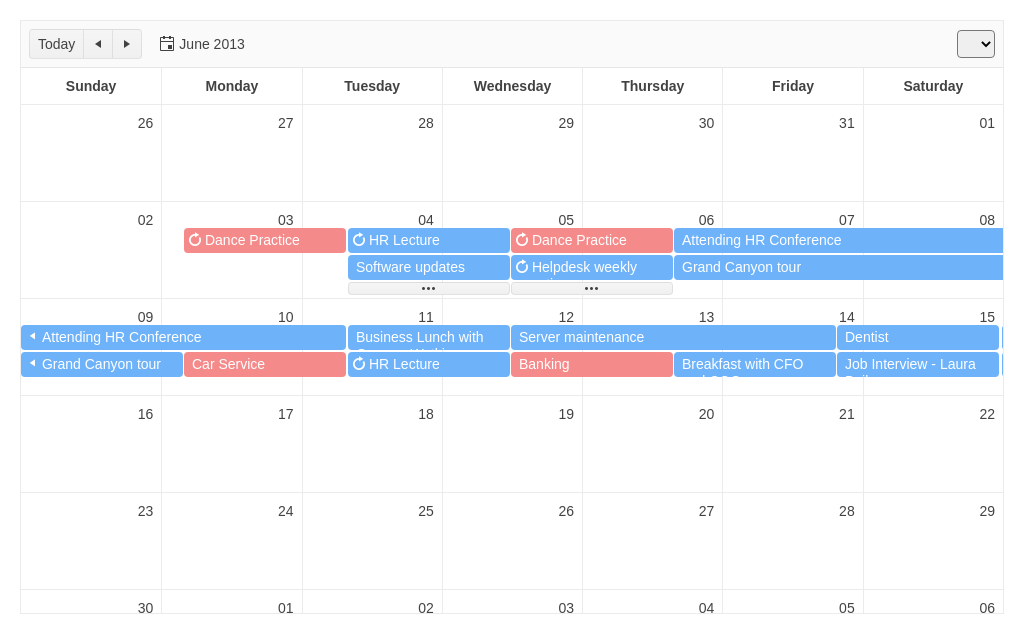 Today June 2013
Sunday Monday Tuesday Wednesday Thursday Friday Saturday
26 27 28 29 30 31 01
02 03 04 05 06 07 08
Dance Practice HR Lecture Dance Practice Attending HR Conference
Software updates Helpdesk weekly Grand Canyon tour
09 10 11 12 13 14 15
Attending HR Conference Business Lunch with Server maintenance Dentist
Grand Canyon tour Car Service HR Lecture Banking Breakfast with CFO Job Interview - Laura
16 17 18 19 20 21 22
23 24 25 26 27 28 29
30 01 02 03 04 05 06